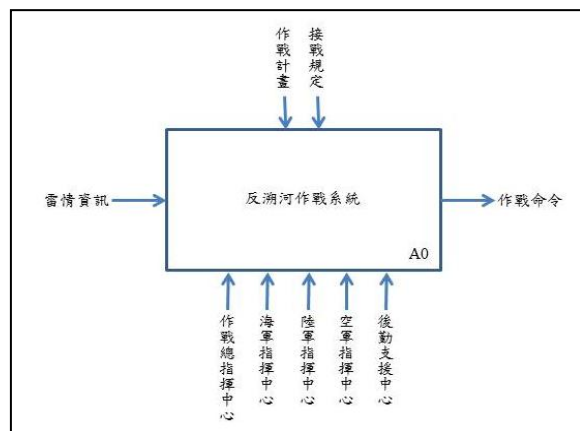 作戰計畫
接戰規定
雷情資訊
反溯河作戰系統
作戰命令
A0
作戰總指揮中心
海軍指揮中心
陸軍指揮中心
空軍指揮中心
後勤支援中心